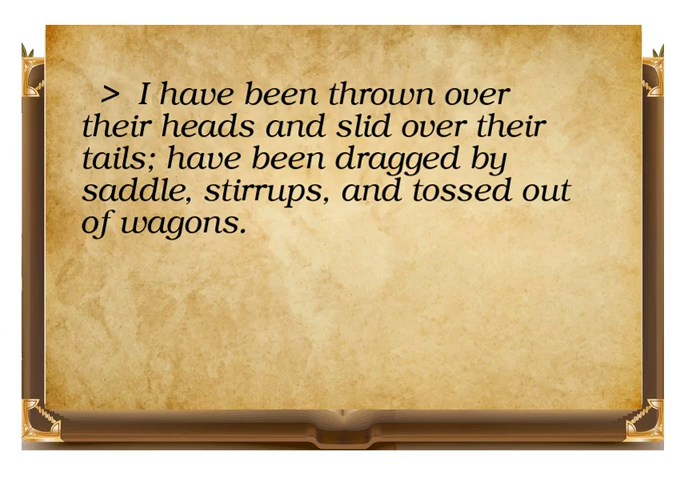 > I have been thrown over
their heads and slid over their
tails; have been dragged by
saddle, stirrups, and tossed out
of wagons.